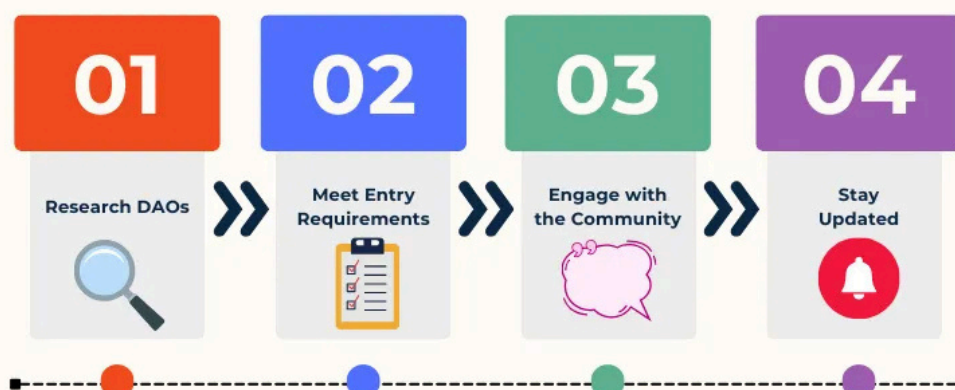 01
Research DAOs
02
Meet Entry
Requirements
03
Engage with
the Community
04
Stay
Updated